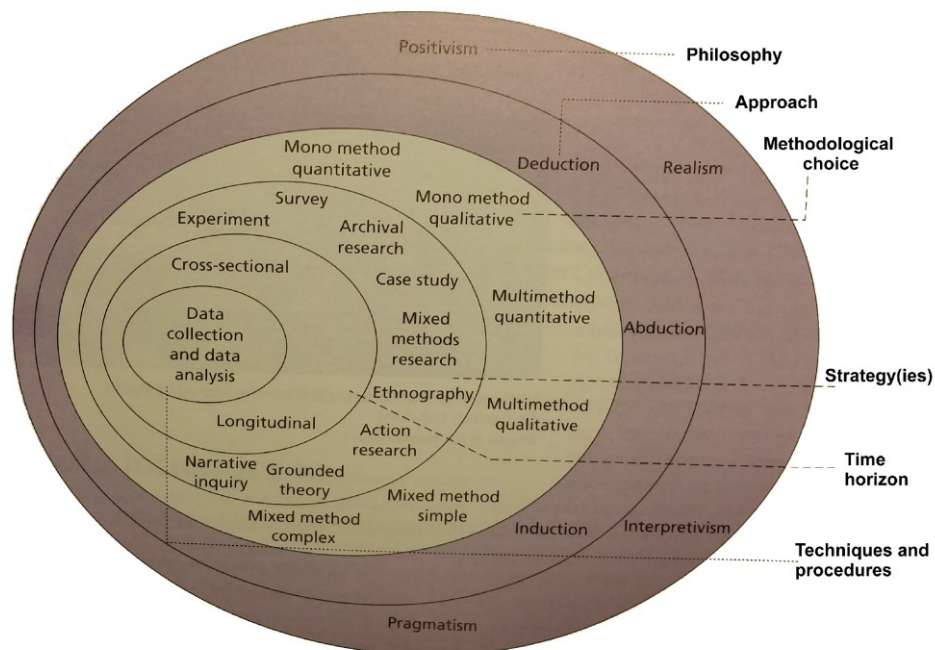 Positivism
Philosophy
Approach
Methodological
choice
Deduction
Realism
Mono method
quantitative
Mono method
qualitative
Survey
Experiment
Archival
research
Cross-sectional
Case study
Data
collection
and data
analysis
Mixed
methods
research
Multimethod
quantitative
Abduction
Strategy(ies)
Ethnography
Multimethod
qualitative
Longitudinal
Action
research
Time
horizon
Narrative
inquiry
Grounded
theory
Mixed method
simple
Mixed method
complex
Induction
Interpretivism
Techniques and
procedures
Pragmatism